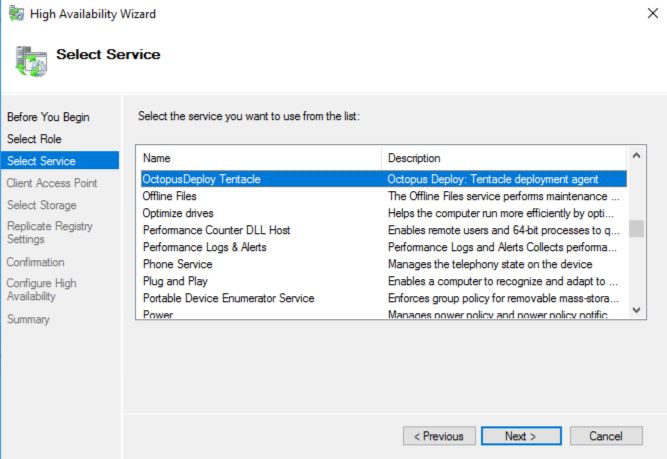 High Availability Wizard
Select Service
Before You Begin
Select Role
Select Service
Client Access Point
Select Storage
Replicate Registry
Settings
Confirmation
Configure High
Availability
Summary
Select the service you want to use from the list:
Name Description
OctopusDeploy Tentacle Octopus Deploy: Tentacle deployment agent
Offline Files The Offline Files service performs maintenance ...
Optimize drives Helps the computer run more efficiently by opti...
Performance Counter DLL Host Enables remote users and 64-bit processes to q...
Performance Logs & Alerts Performance Logs and Alerts Collects performa...
Phone Service Manages the telephony state on the device
Plug and Play Enables a computer to recognize and adapt to ...
Portable Device Enumerator Service Enforces group policy for removable mass-stora...
Power Manages power policy and power policy notific
< Previous Next > Cancel